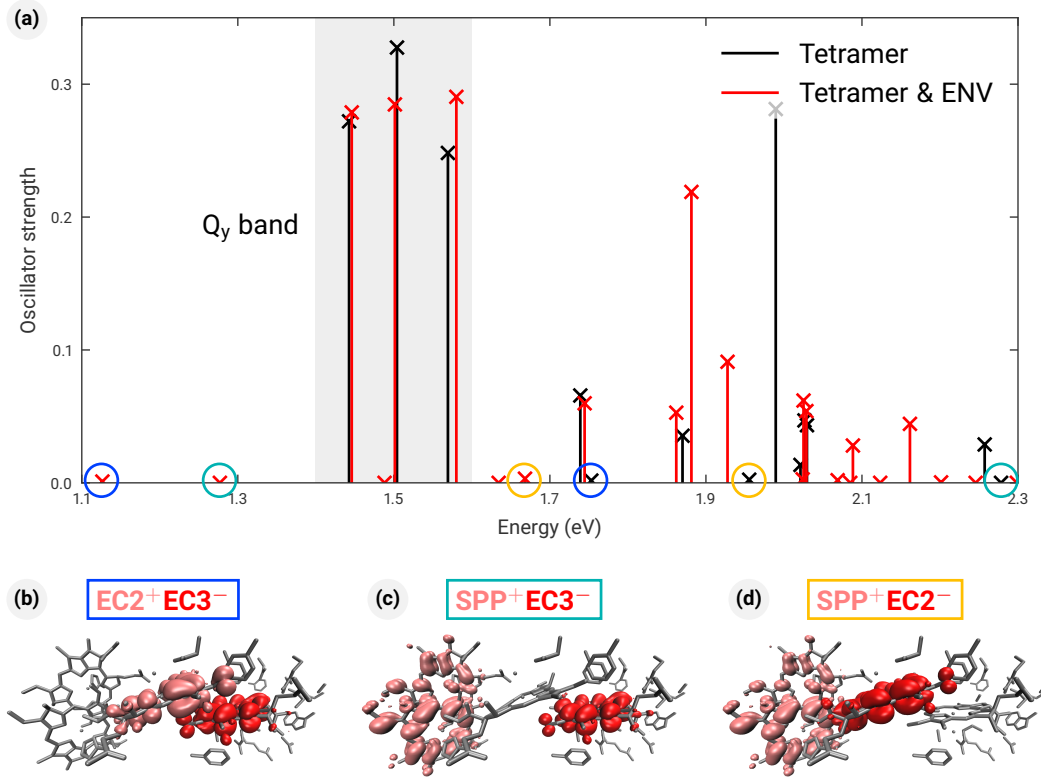 (a)
Tetramer
Tetramer & ENV
Qy band
Oscillator strength
0.3
0.2
0.1
0.0
1.1 1.3 1.5 1.7 1.9 2.1 2.3
Energy (eV)
(b) EC2⁺EC3⁻ (c) SPP⁺EC3⁻ (d) SPP⁺EC2⁻